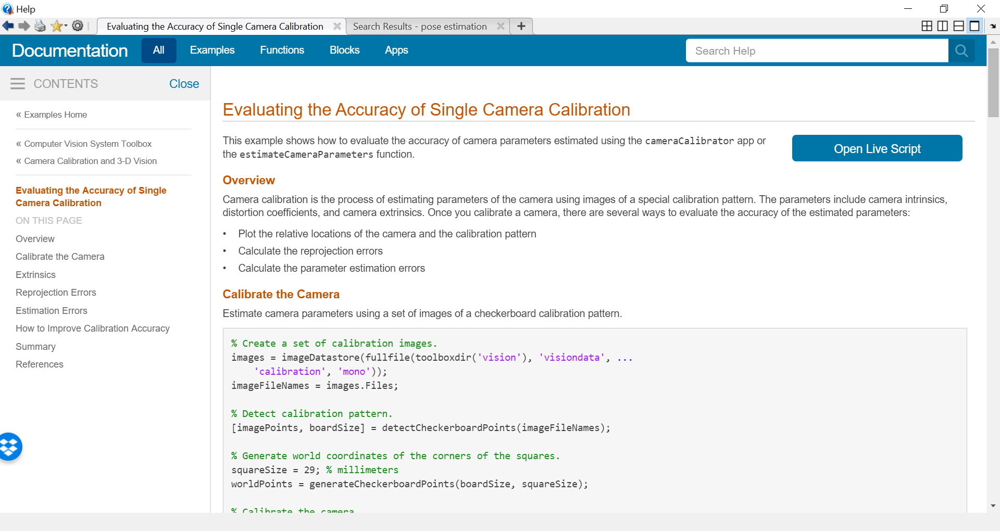 Help
Evaluating the Accuracy of Single Camera Calibration
Search Results - pose estimation
Documentation
All
Examples
Functions
Blocks
Apps
Search Help
CONTENTS
Close
« Examples Home
« Computer Vision System Toolbox
« Camera Calibration and 3-D Vision
Evaluating the Accuracy of Single
Camera Calibration
ON THIS PAGE
Overview
Calibrate the Camera
Extrinsics
Reprojection Errors
Estimation Errors
How to Improve Calibration Accuracy
Summary
References
Evaluating the Accuracy of Single Camera Calibration
This example shows how to evaluate the accuracy of camera parameters estimated using the cameraCalibrator app or
the estimateCameraParameters function.
Open Live Script
Overview
Camera calibration is the process of estimating parameters of the camera using images of a special calibration pattern. The parameters include camera intrinsics,
distortion coefficients, and camera extrinsics. Once you calibrate a camera, there are several ways to evaluate the accuracy of the estimated parameters:
• Plot the relative locations of the camera and the calibration pattern
• Calculate the reprojection errors
• Calculate the parameter estimation errors
Calibrate the Camera
Estimate camera parameters using a set of images of a checkerboard calibration pattern.
% Create a set of calibration images.
images = imageDatastore(fullfile(toolboxdir('vision'), 'visiondata', ...
    'calibration', 'mono'));
imageFileNames = images.Files;
% Detect calibration pattern.
[imagePoints, boardSize] = detectCheckerboardPoints(imageFileNames);
% Generate world coordinates of the corners of the squares.
squareSize = 29; % millimeters
worldPoints = generateCheckerboardPoints(boardSize, squareSize);
% Calibrate the camera